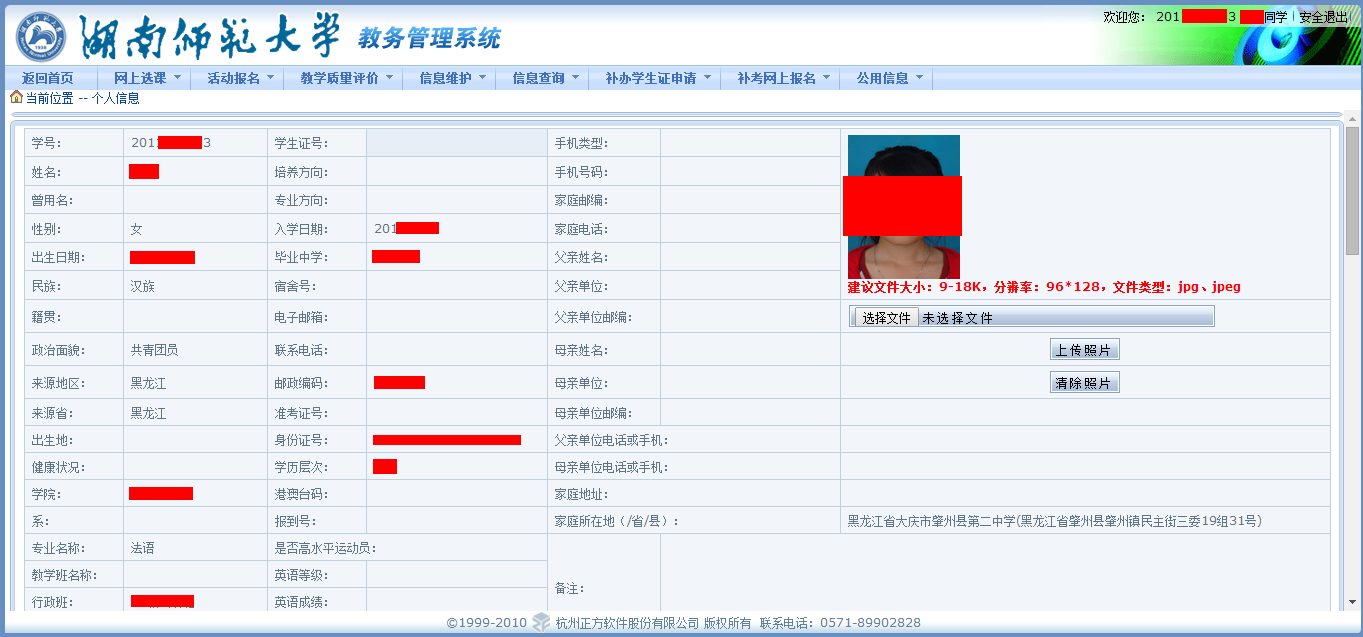 湖南师范大学 教务管理系统
欢迎您： 201 3 同学 | 安全退出
返回首页 网上选课 活动报名 教学质量评价 信息维护 信息查询 补办学生证申请 补考网上报名 公用信息
当前位置 -- 个人信息
学号： 201 3 学生证号： 手机类型：
姓名： 培养方向： 手机号码：
曾用名： 专业方向： 家庭邮编：
性别： 女 入学日期： 201 家庭电话：
出生日期： 毕业中学： 父亲姓名：
民族： 汉族 宿舍号： 父亲单位：
建议文件大小：9-18K，分辨率：96*128，文件类型：jpg、jpeg
籍贯： 电子邮箱： 父亲单位邮编： 选择文件 未选择文件
政治面貌： 共青团员 联系电话： 母亲姓名： 上传照片
来源地区： 黑龙江 邮政编码： 母亲单位： 清除照片
来源省： 黑龙江 准考证号： 母亲单位邮编：
出生地： 身份证号： 父亲单位电话或手机：
健康状况： 学历层次： 母亲单位电话或手机：
学院： 港澳台码： 家庭地址：
系： 报到号： 家庭所在地（/省/县）： 黑龙江省大庆市肇州县第二中学(黑龙江省肇州县肇州镇民主街三委19组31号)
专业名称： 法语 是否高水平运动员：
教学班名称： 英语等级： 备注：
行政班： 英语成绩：
©1999-2010 杭州正方软件股份有限公司 版权所有 联系电话：0571-89902828